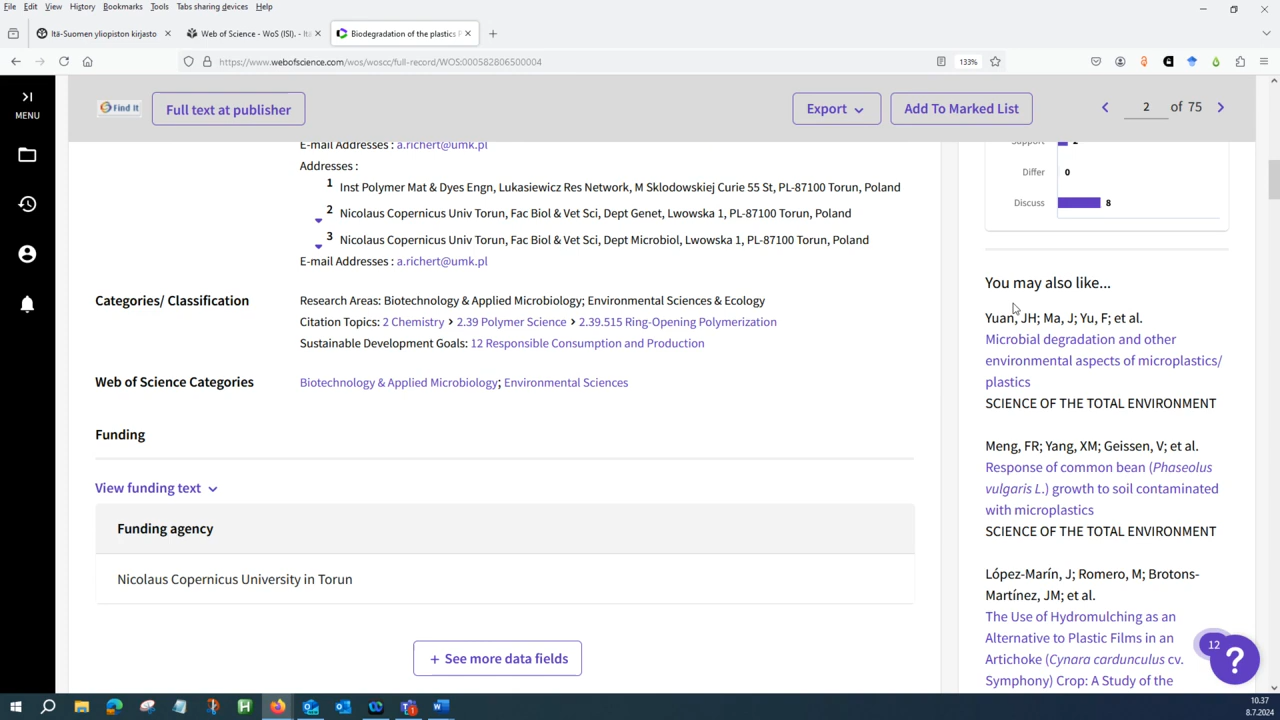 File Edit View History Bookmarks Tools Tabs sharing devices Help
Itä-Suomen yliopiston kirjasto
Web of Science - WoS (ISI). - Itä
Biodegradation of the plastics P
https://www.webofscience.com/wos/woscc/full-record/WOS:000582806500004
133%
MENU
Find It
Full text at publisher
Export
Add To Marked List
2 of 75
E-mail Addresses : a.richert@umk.pl
Addresses :
1 Inst Polymer Mat & Dyes Engn, Lukasiewicz Res Network, M Sklodowskiej Curie 55 St, PL-87100 Torun, Poland
2 Nicolaus Copernicus Univ Torun, Fac Biol & Vet Sci, Dept Genet, Lwowska 1, PL-87100 Torun, Poland
3 Nicolaus Copernicus Univ Torun, Fac Biol & Vet Sci, Dept Microbiol, Lwowska 1, PL-87100 Torun, Poland
E-mail Addresses : a.richert@umk.pl
Categories/ Classification
Research Areas: Biotechnology & Applied Microbiology; Environmental Sciences & Ecology
Citation Topics: 2 Chemistry > 2.39 Polymer Science > 2.39.515 Ring-Opening Polymerization
Sustainable Development Goals: 12 Responsible Consumption and Production
Web of Science Categories
Biotechnology & Applied Microbiology; Environmental Sciences
Funding
View funding text
Funding agency
Nicolaus Copernicus University in Torun
+ See more data fields
Support 2
Differ 0
Discuss 8
You may also like...
Yuan, JH; Ma, J; Yu, F; et al.
Microbial degradation and other
environmental aspects of microplastics/
plastics
SCIENCE OF THE TOTAL ENVIRONMENT
Meng, FR; Yang, XM; Geissen, V; et al.
Response of common bean (Phaseolus
vulgaris L.) growth to soil contaminated
with microplastics
SCIENCE OF THE TOTAL ENVIRONMENT
López-Marín, J; Romero, M; Brotons-
Martínez, JM; et al.
The Use of Hydromulching as an
Alternative to Plastic Films in an
Artichoke (Cynara cardunculus cv.
Symphony) Crop: A Study of the
12
?
10.37
8.7.2024